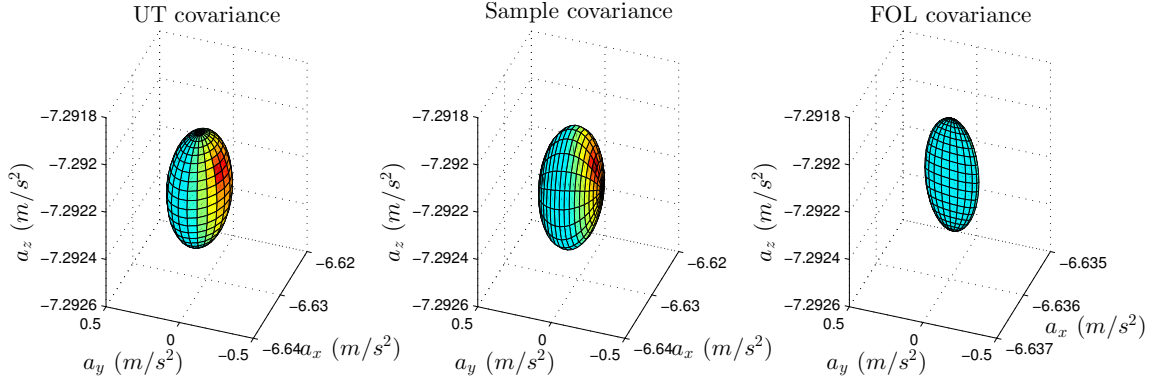 UT covariance
−7.2918
−7.292
−7.2922
−7.2924
−7.2926
a_z (m/s²)
0.5
0
−0.5
a_y (m/s²)
−6.62
−6.63
−6.64
a_x (m/s²)
Sample covariance
−7.2918
−7.292
−7.2922
−7.2924
−7.2926
a_z (m/s²)
0.5
0
−0.5
a_y (m/s²)
−6.62
−6.63
−6.64
a_x (m/s²)
FOL covariance
−7.2918
−7.292
−7.2922
−7.2924
−7.2926
a_z (m/s²)
0.5
0
−0.5
a_y (m/s²)
−6.635
−6.636
−6.637
a_x (m/s²)